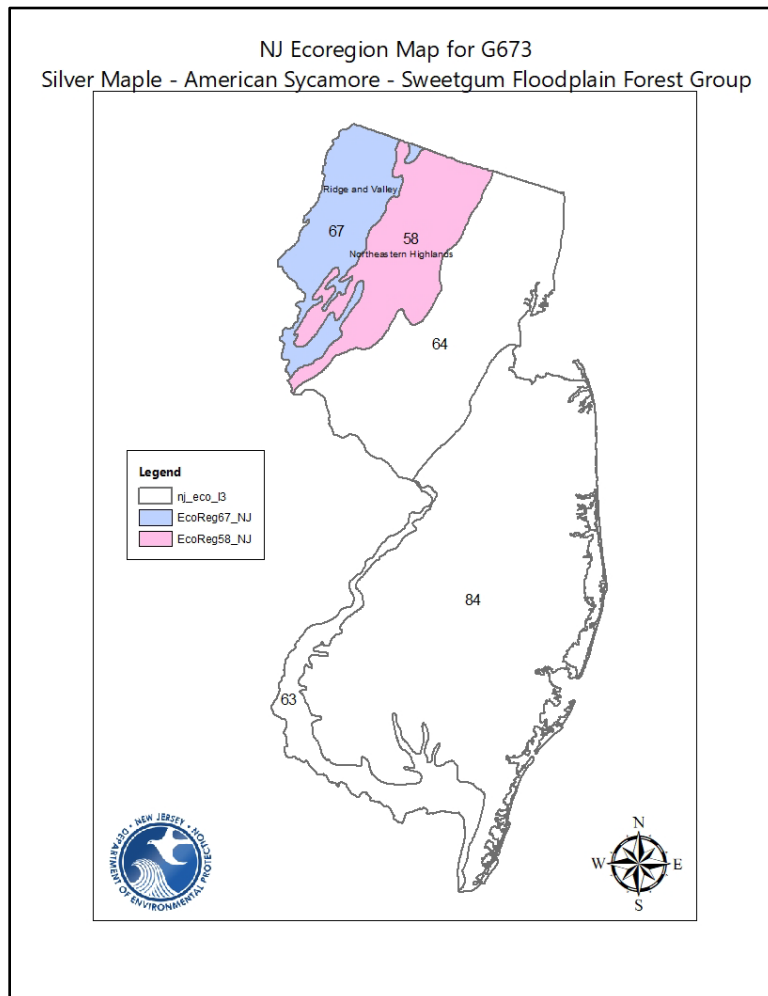 NJ Ecoregion Map for G673
Silver Maple - American Sycamore - Sweetgum Floodplain Forest Group
Ridge and Valley
67
58
Northeastern Highlands
64
Legend
nj_eco_l3
EcoReg67_NJ
EcoReg58_NJ
84
63
• NEW JERSEY •
DEPARTMENT OF ENVIRONMENTAL PROTECTION
N
W
E
S